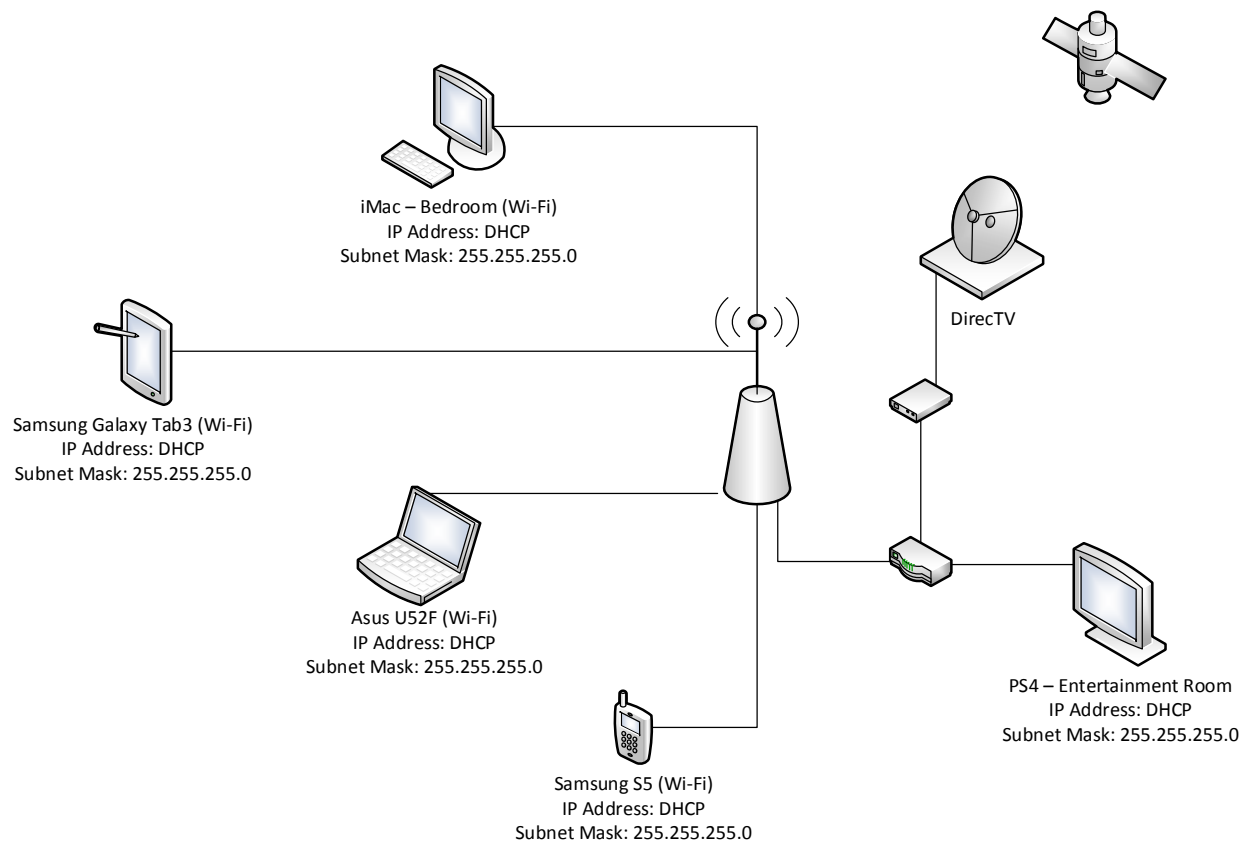 iMac – Bedroom (Wi-Fi)
IP Address: DHCP
Subnet Mask: 255.255.255.0
DirecTV
Samsung Galaxy Tab3 (Wi-Fi)
IP Address: DHCP
Subnet Mask: 255.255.255.0
Asus U52F (Wi-Fi)
IP Address: DHCP
Subnet Mask: 255.255.255.0
PS4 – Entertainment Room
IP Address: DHCP
Subnet Mask: 255.255.255.0
Samsung S5 (Wi-Fi)
IP Address: DHCP
Subnet Mask: 255.255.255.0